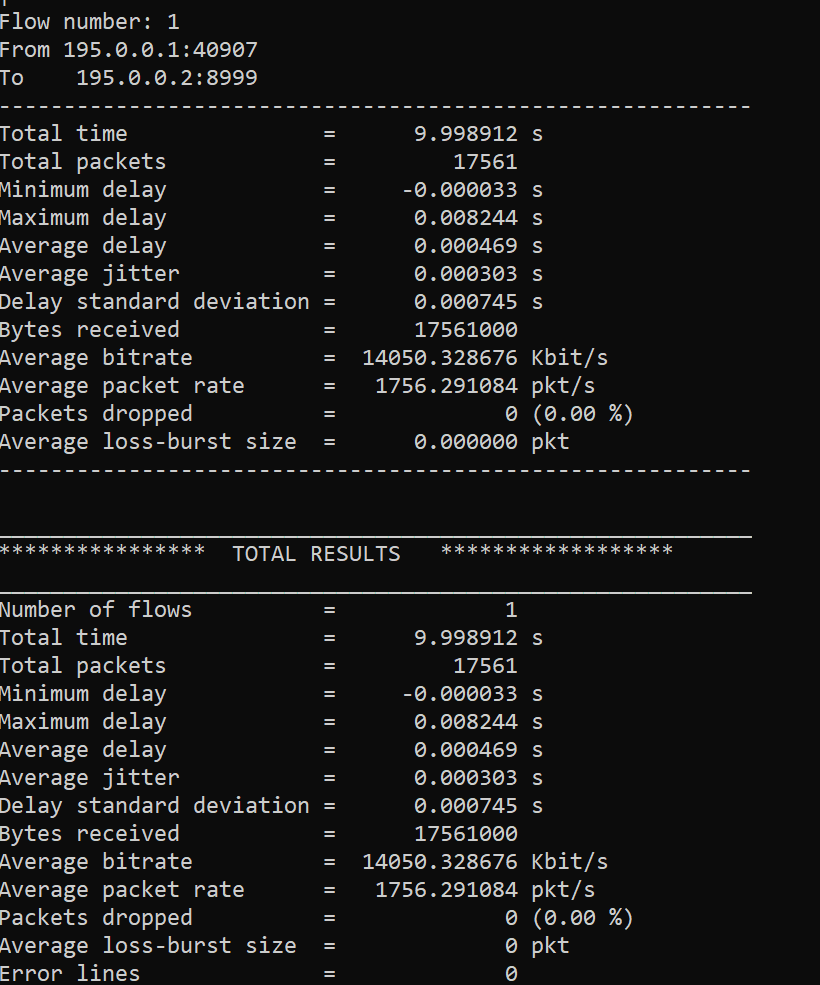 Flow number: 1
From 195.0.0.1:40907
To    195.0.0.2:8999
----------------------------------------------------------
Total time               =      9.998912 s
Total packets            =         17561
Minimum delay            =     -0.000033 s
Maximum delay            =      0.008244 s
Average delay            =      0.000469 s
Average jitter           =      0.000303 s
Delay standard deviation =      0.000745 s
Bytes received           =      17561000
Average bitrate          =  14050.328676 Kbit/s
Average packet rate      =   1756.291084 pkt/s
Packets dropped          =             0 (0.00 %)
Average loss-burst size  =      0.000000 pkt
----------------------------------------------------------
__________________________________________________________
****************  TOTAL RESULTS   ******************
__________________________________________________________
Number of flows          =             1
Total time               =      9.998912 s
Total packets            =         17561
Minimum delay            =     -0.000033 s
Maximum delay            =      0.008244 s
Average delay            =      0.000469 s
Average jitter           =      0.000303 s
Delay standard deviation =      0.000745 s
Bytes received           =      17561000
Average bitrate          =  14050.328676 Kbit/s
Average packet rate      =   1756.291084 pkt/s
Packets dropped          =             0 (0.00 %)
Average loss-burst size  =             0 pkt
Error lines              =             0